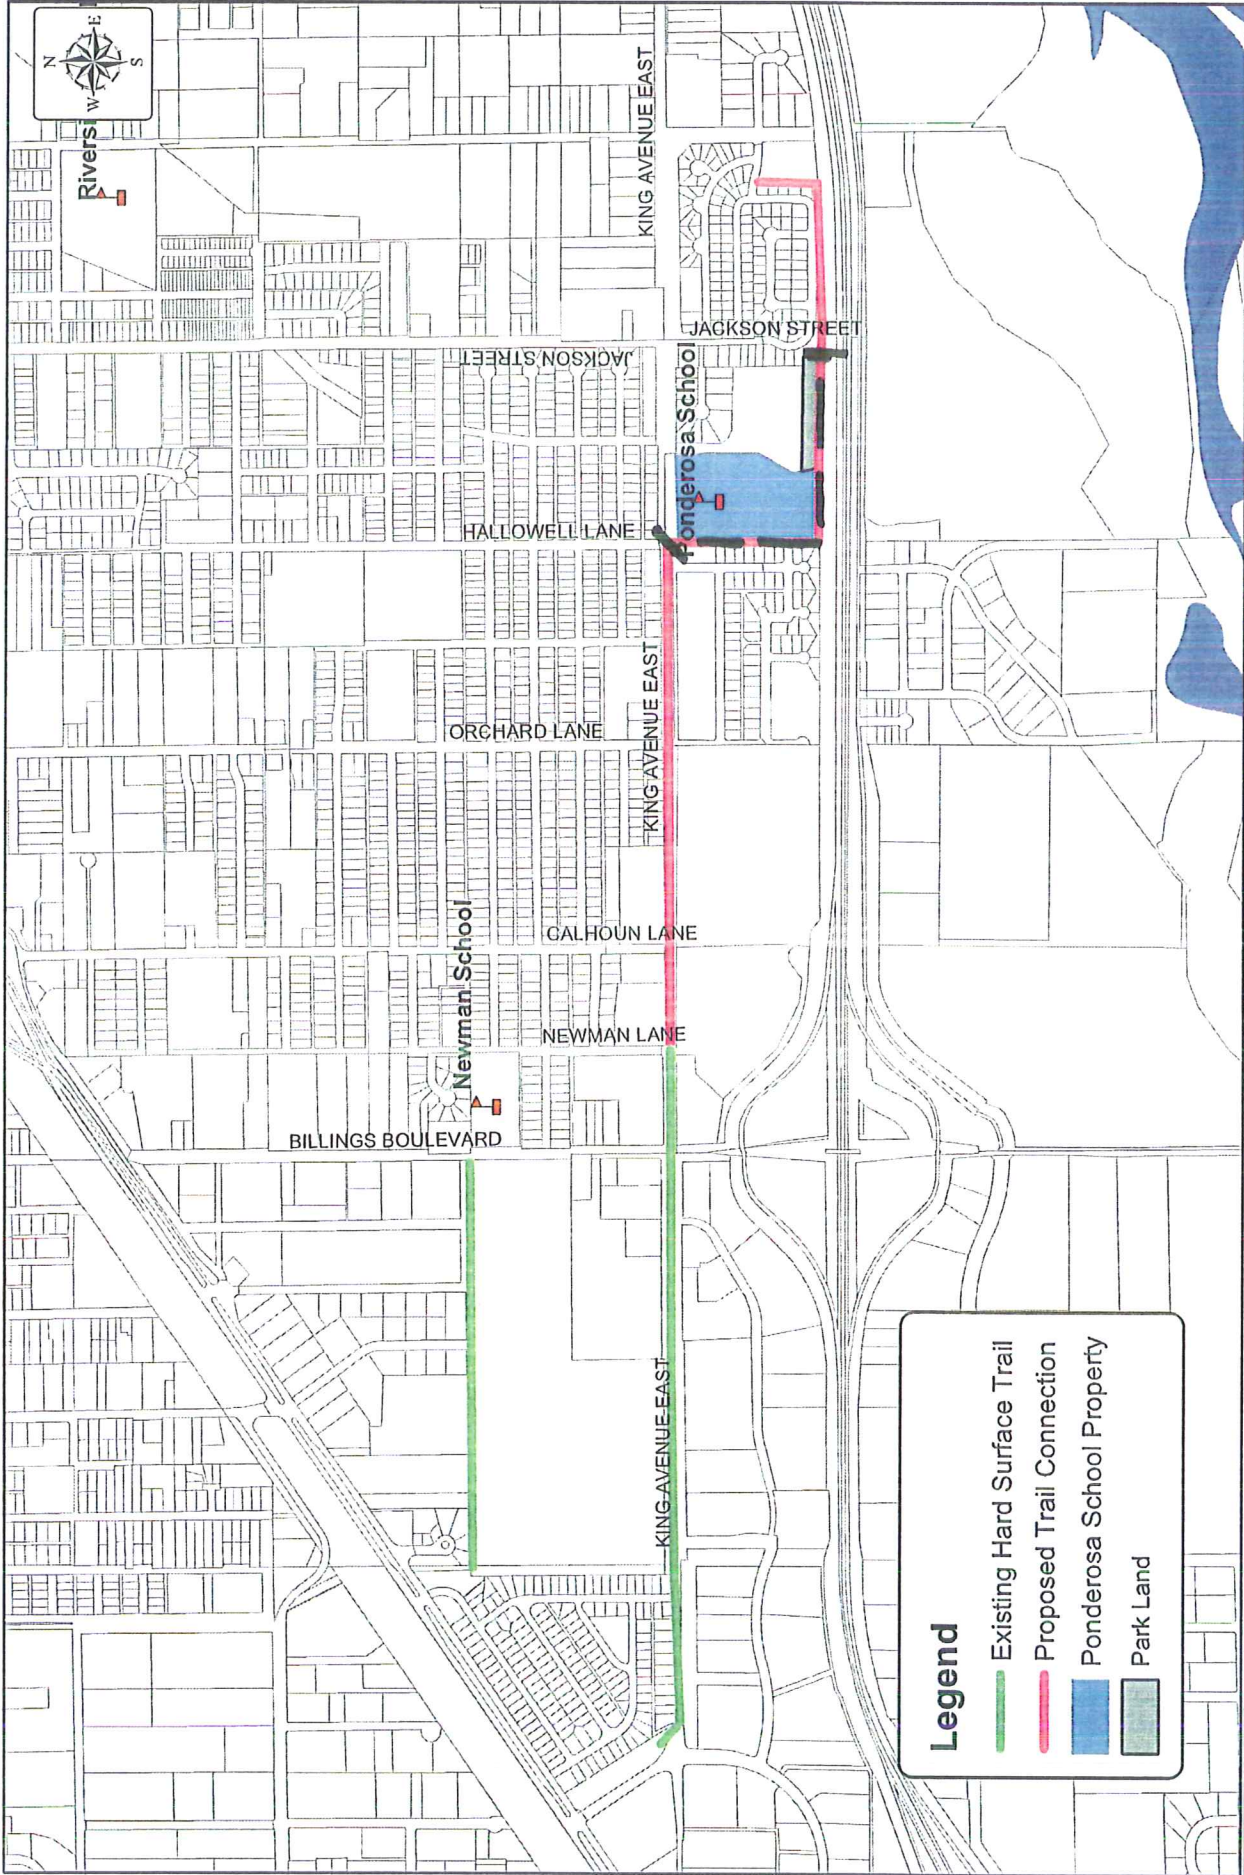 N
E
S
W
Riversi
KING AVENUE EAST
JACKSON STREET
JACKSON STREET
Ponderosa School
HALLOWELL LANE
KING AVENUE EAST
ORCHARD LANE
CALHOUN LANE
Newman School
NEWMAN LANE
BILLINGS BOULEVARD
KING AVENUE EAST
Legend
Existing Hard Surface Trail
Proposed Trail Connection
Ponderosa School Property
Park Land